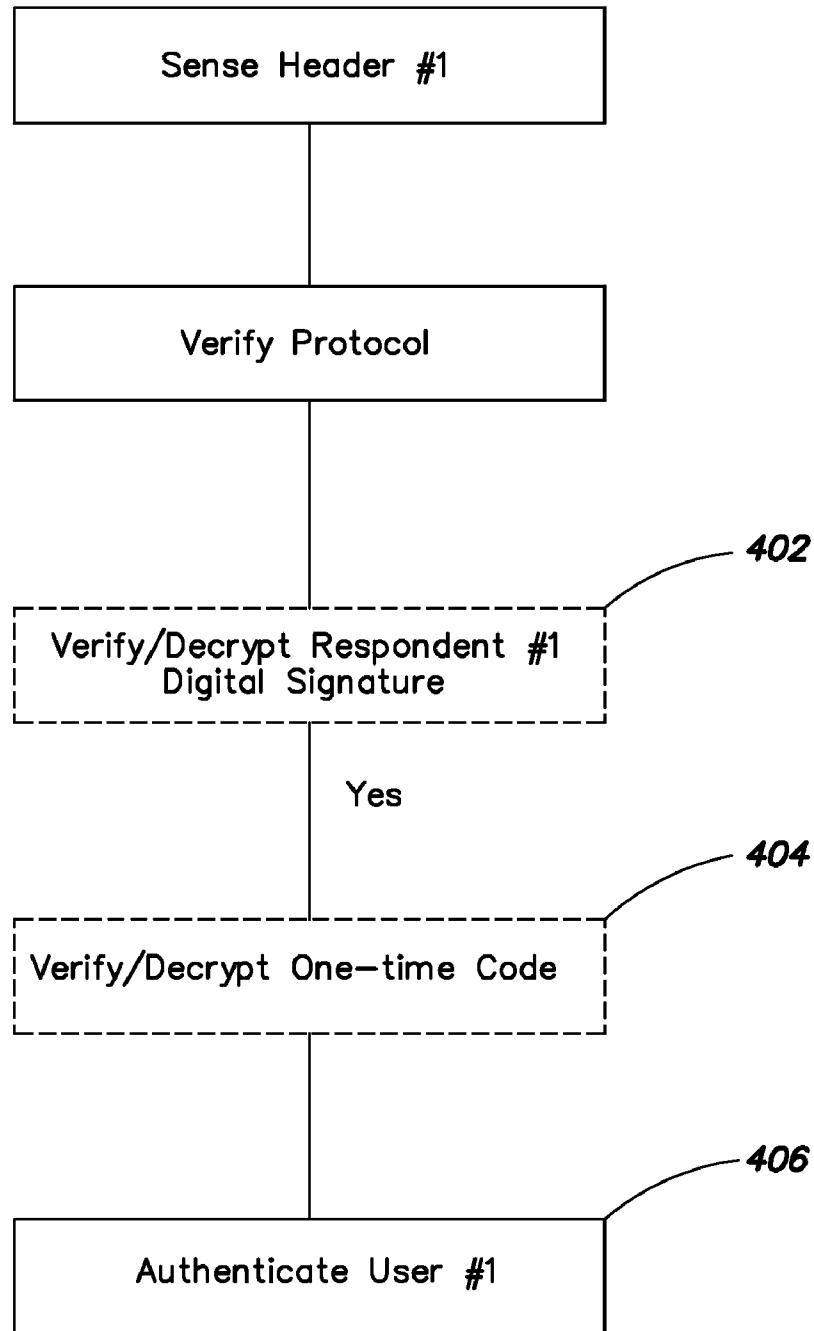 Sense Header #1
Verify Protocol
402
Verify/Decrypt Respondent #1
Digital Signature
Yes
404
Verify/Decrypt One-time Code
406
Authenticate User #1